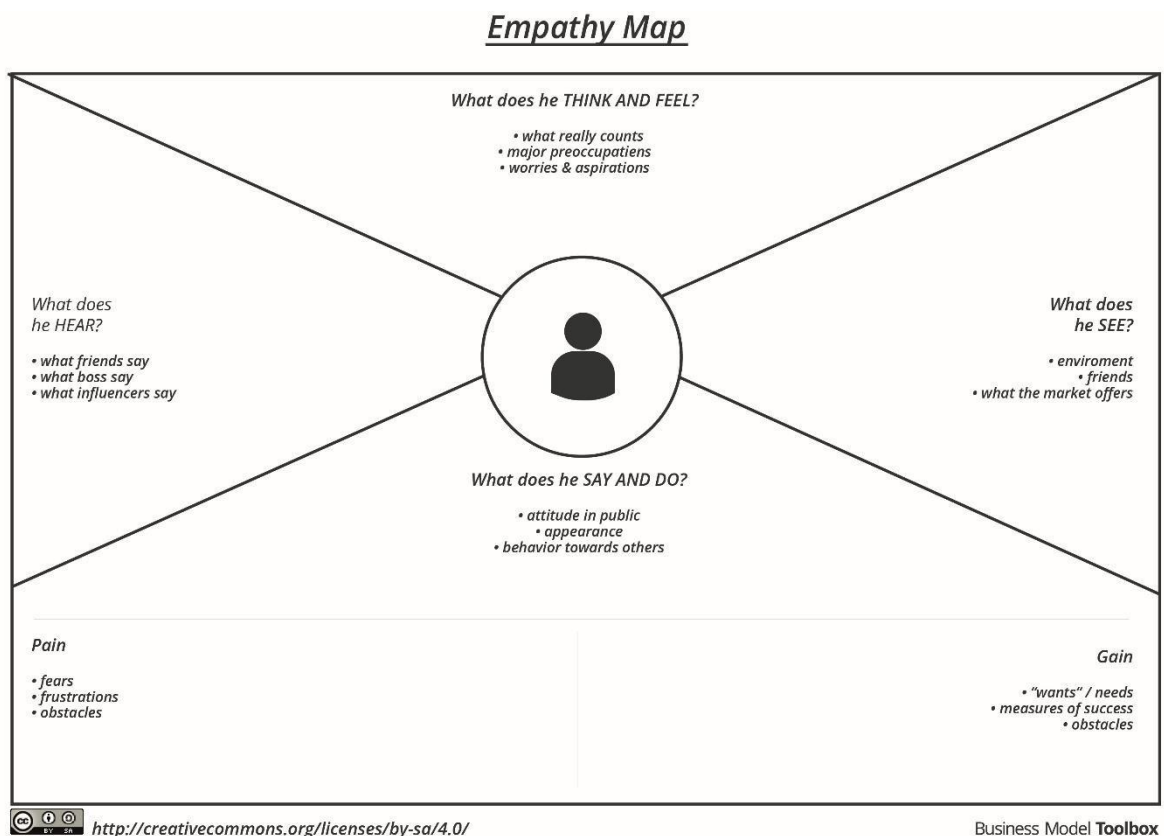 Empathy Map
What does he THINK AND FEEL?
• what really counts
• major preoccupatiens
• worries & aspirations
What does
he HEAR?
• what friends say
• what boss say
• what influencers say
What does
he SEE?
• enviroment
• friends
• what the market offers
What does he SAY AND DO?
• attitude in public
• appearance
• behavior towards others
Pain
• fears
• frustrations
• obstacles
Gain
• “wants” / needs
• measures of success
• obstacles
cc BY SA http://creativecommons.org/licenses/by-sa/4.0/
Business Model Toolbox